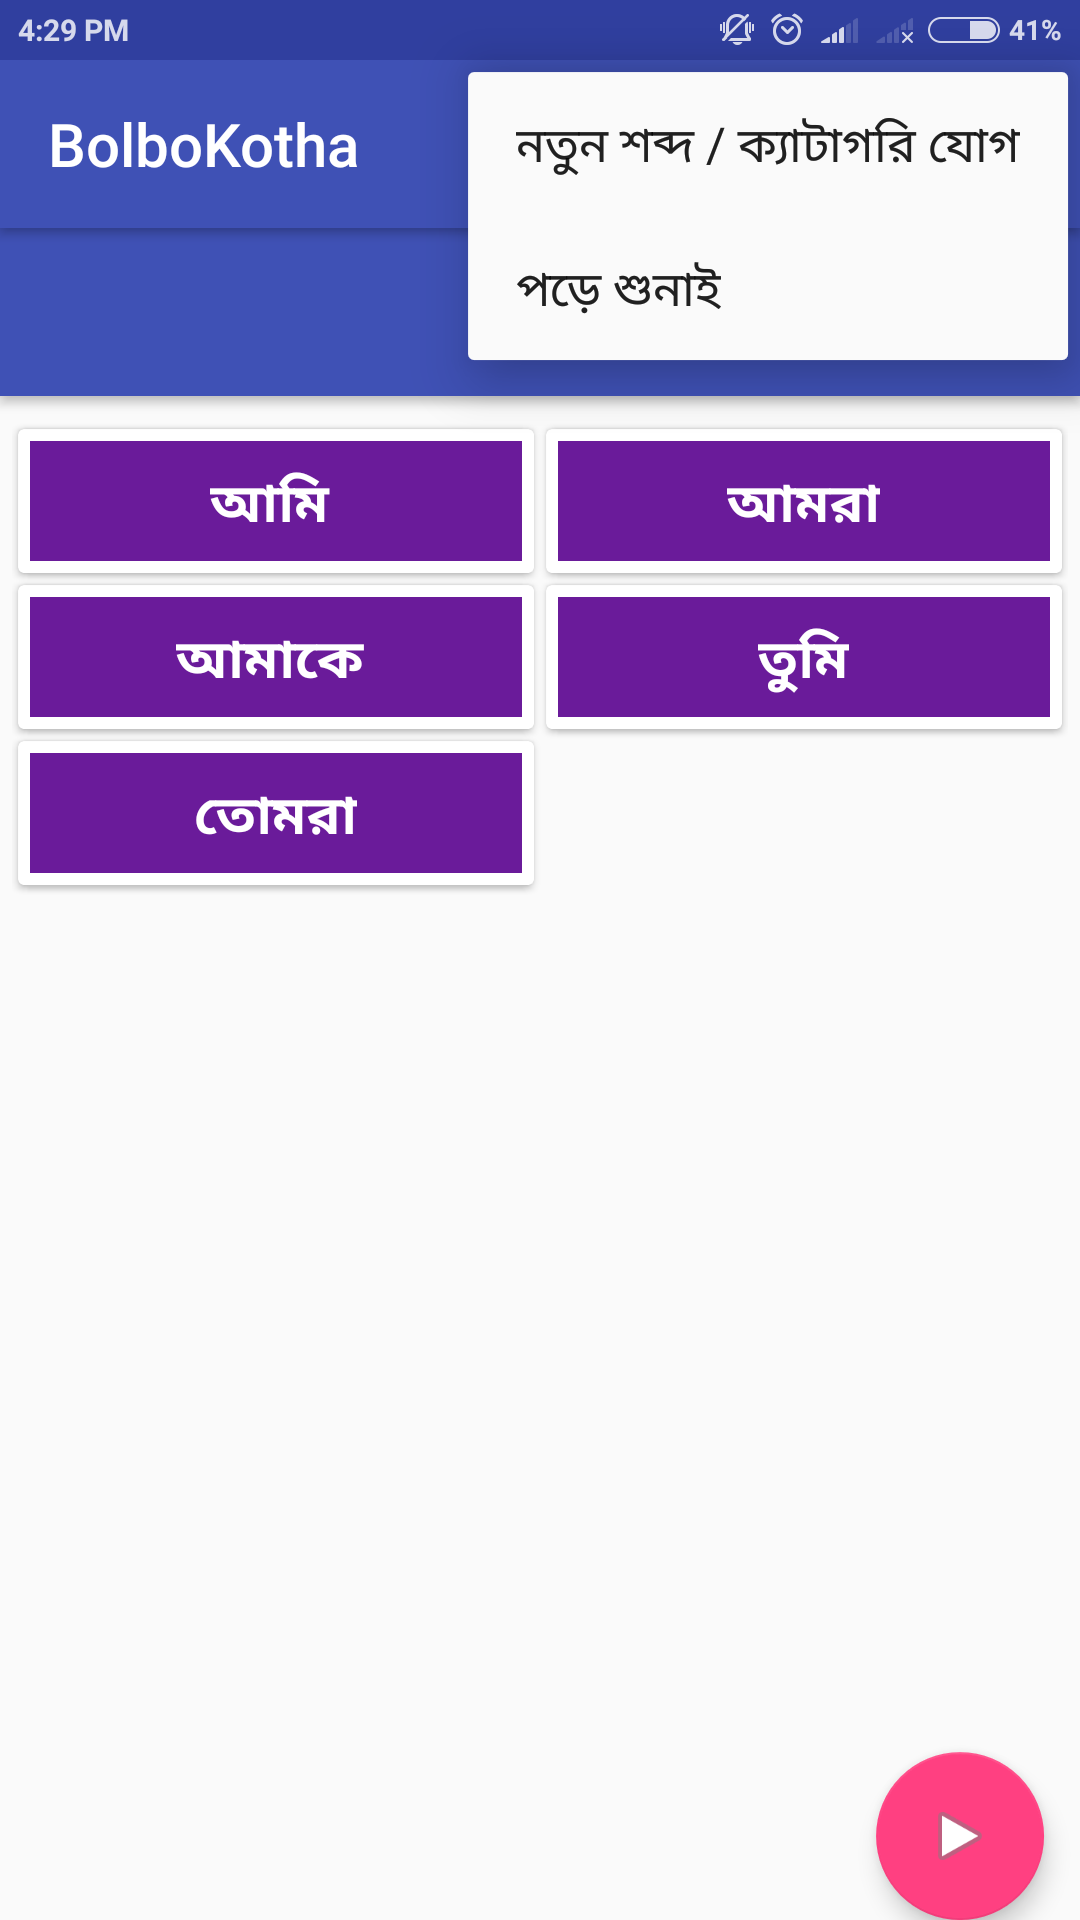 4:29 PM 41%
BolboKotha
নতুন শব্দ / ক্যাটাগরি যোগ
পড়ে শুনাই
আমি আমরা
আমাকে তুমি
তোমরা